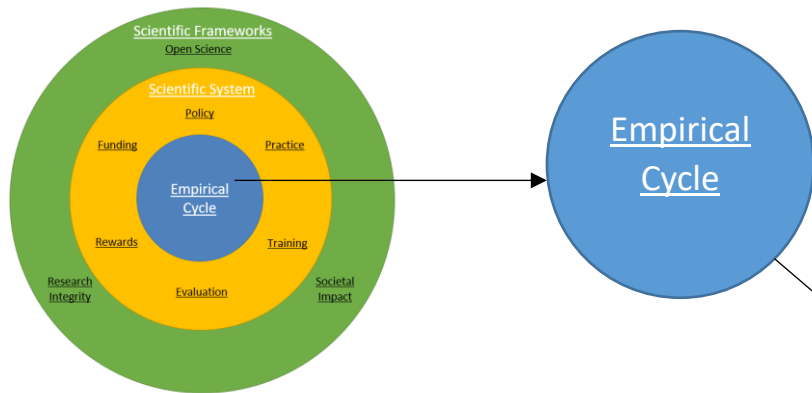 Scientific Frameworks
Open Science
Scientific System
Policy
Funding
Practice
Empirical
Cycle
Rewards
Training
Evaluation
Research
Integrity
Societal
Impact
Empirical
Cycle